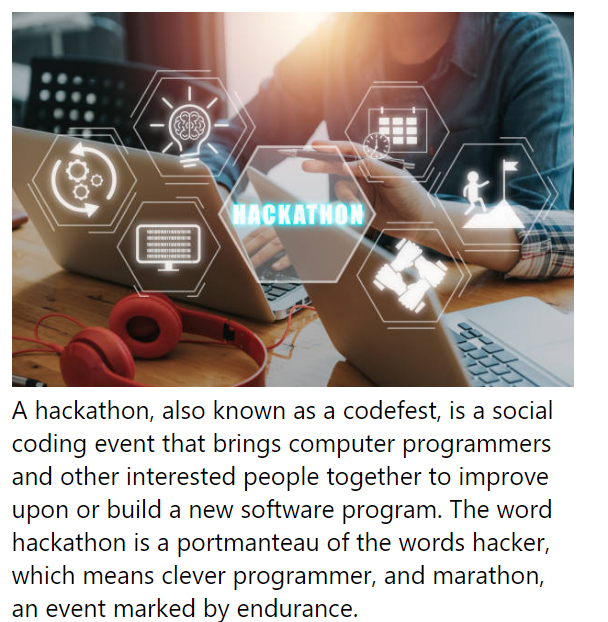 HACKATHON
A hackathon, also known as a codefest, is a social
coding event that brings computer programmers
and other interested people together to improve
upon or build a new software program. The word
hackathon is a portmanteau of the words hacker,
which means clever programmer, and marathon,
an event marked by endurance.